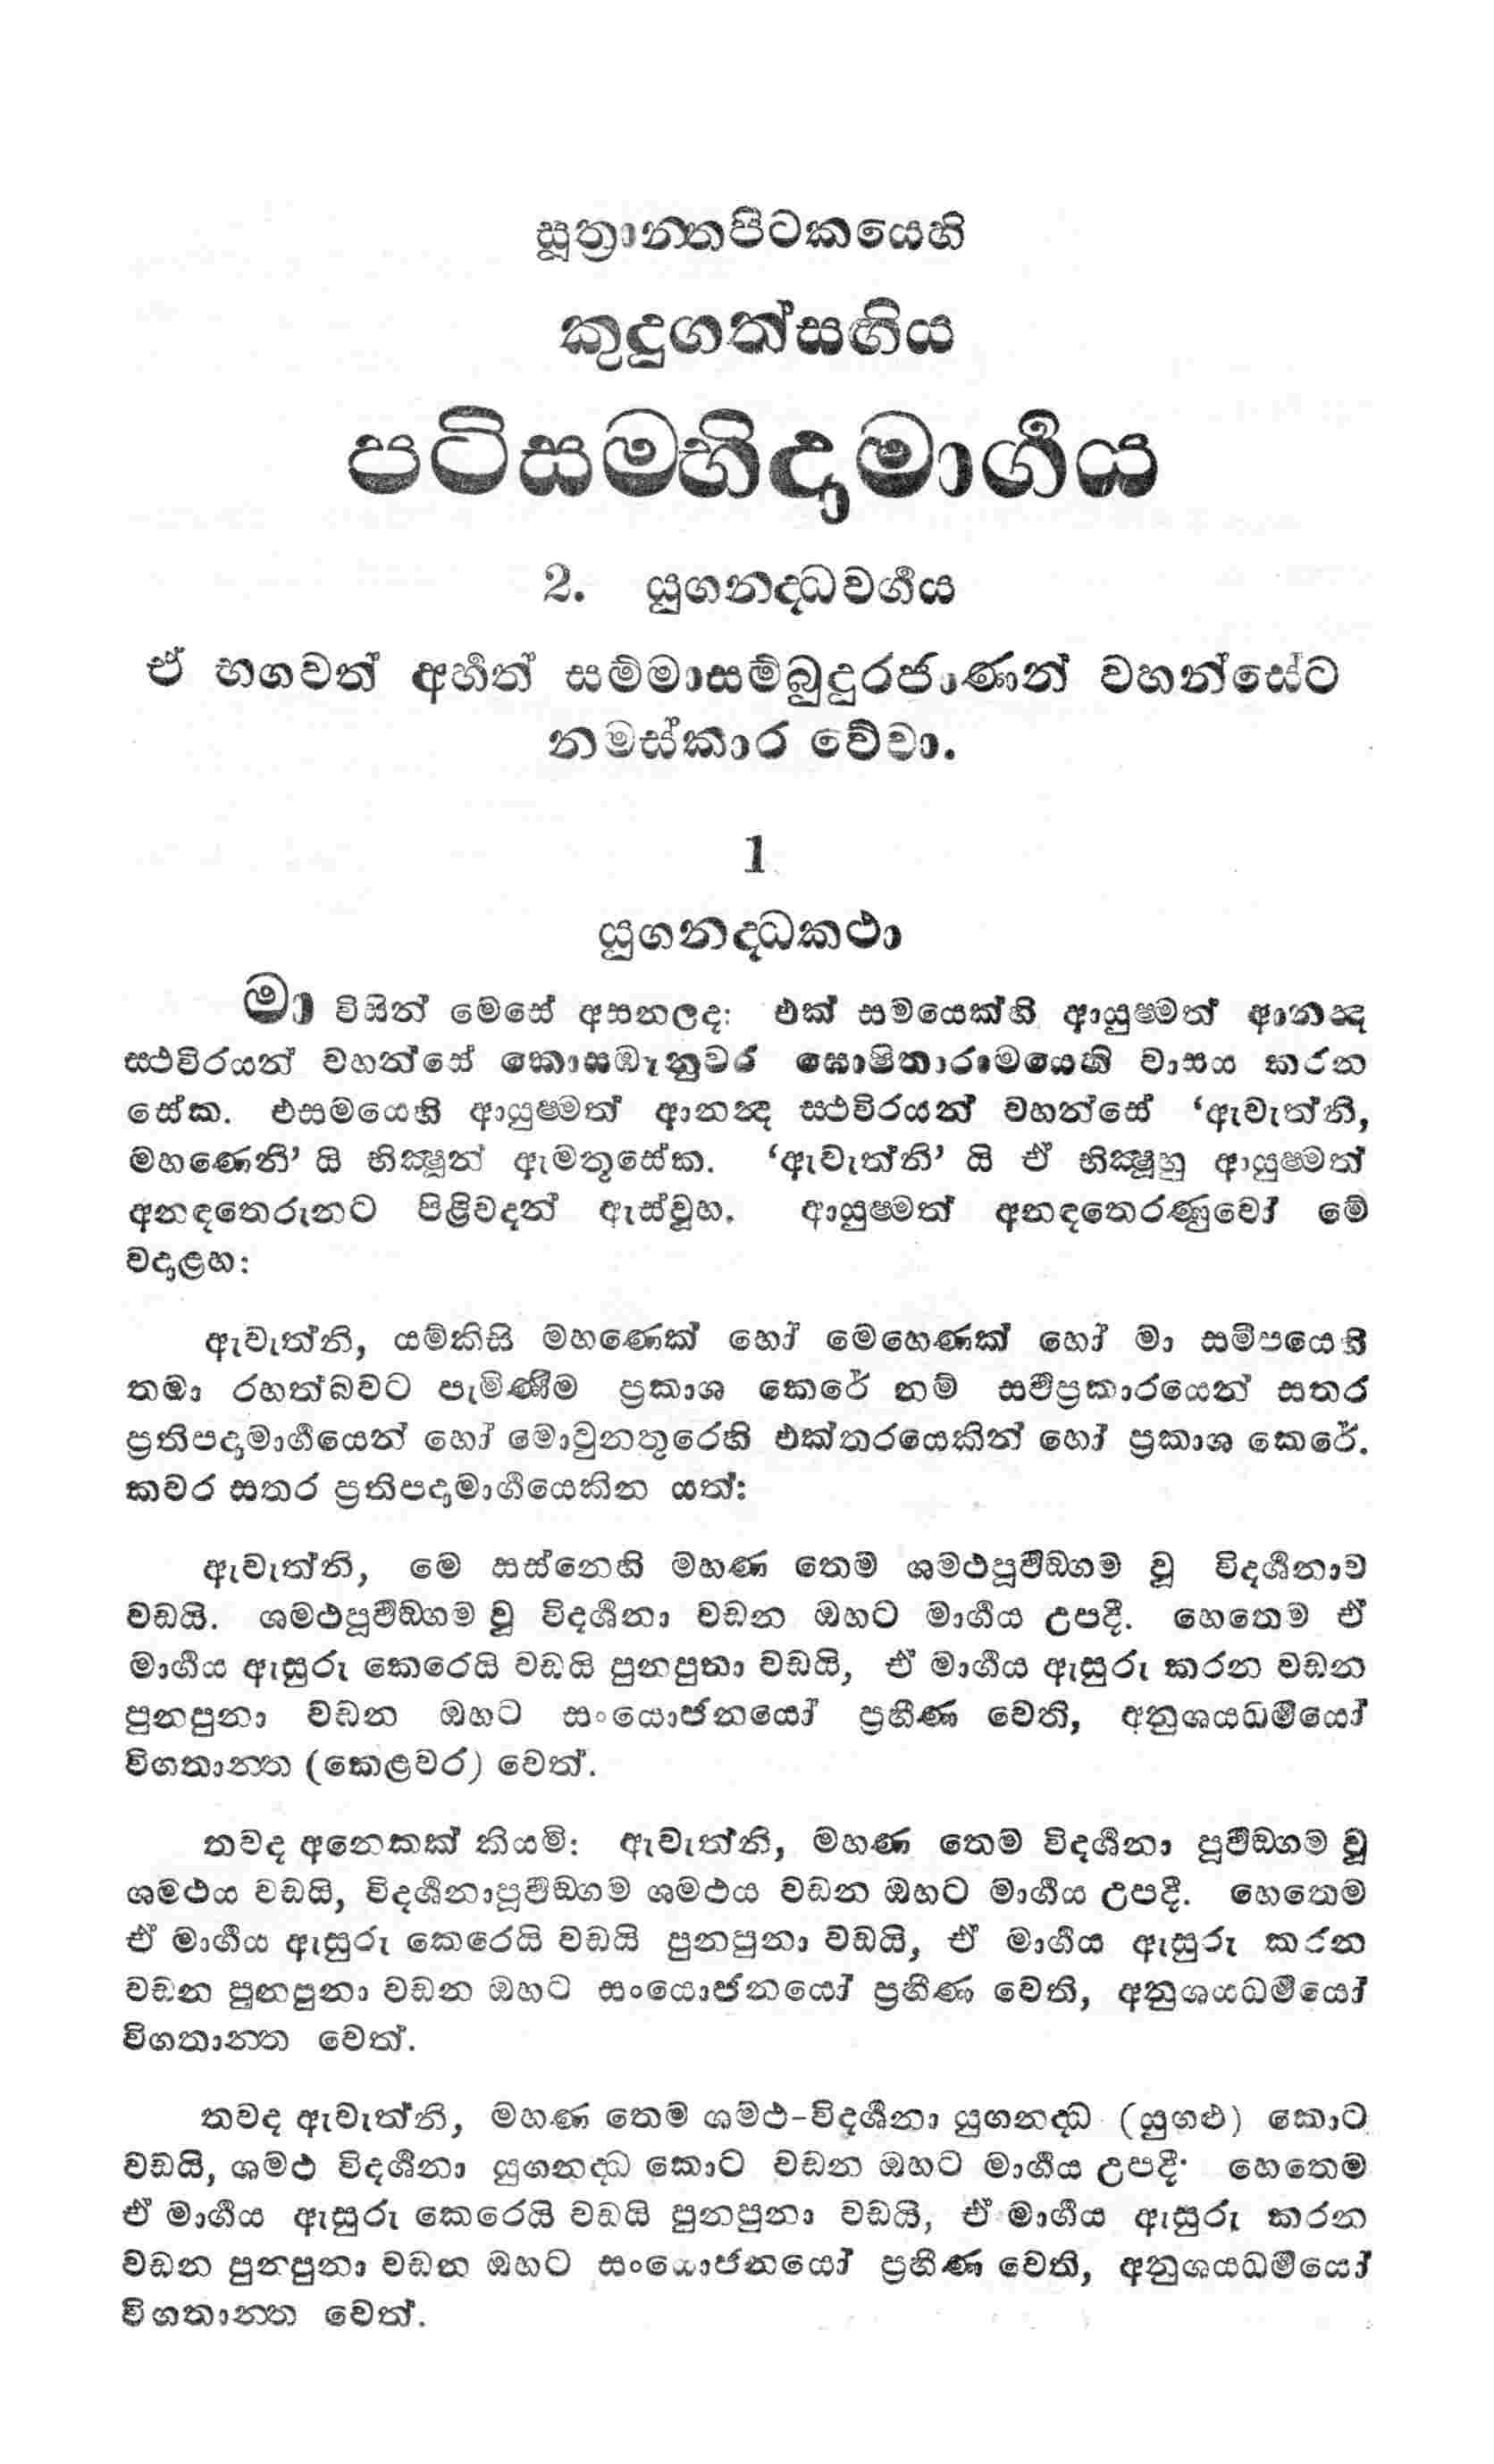 සූත්‍රාන්තපිටකයෙහි
කුදුගත්සඟිය
පටිසම්භිදාමාර්ගය
2. යුගනද්ධවර්ගය
ඒ භගවත් අර්හත් සම්මාසම්බුදුරජාණන් වහන්සේට
නමස්කාර වේවා.
1
යුගනද්ධකථා
මා විසින් මෙසේ අසනලද: එක් සමයෙක්හි ආයුෂ්මත් ආනන්ද
ස්ථවිරයන් වහන්සේ කොසඹෑනුවර ඝොෂිතාරාමයෙහි වාසය කරන
සේක. එසමයෙහි ආයුෂ්මත් ආනන්ද ස්ථවිරයන් වහන්සේ ‘ඇවැත්නි,
මහණෙනි’ යි භික්‍ෂූන් ඇමතූසේක. ‘ඇවැත්නි’ යි ඒ භික්‍ෂූහු ආයුෂ්මත්
අනඳතෙරුනට පිළිවදන් ඇස්වූහ. ආයුෂ්මත් අනඳතෙරණුවෝ මේ
වදාළහ:
ඇවැත්නි, යම්කිසි මහණෙක් හෝ මෙහෙණක් හෝ මා සමීපයෙහි
තමා රහත්බවට පැමිණීම ප්‍රකාශ කෙරේ නම් සර්වප්‍රකාරයෙන් සතර
ප්‍රතිපදාමාර්ගයෙන් හෝ මොවුනතුරෙහි එක්තරයෙකින් හෝ ප්‍රකාශ කෙරේ.
කවර සතර ප්‍රතිපදාමාර්ගයෙකින යත්:
ඇවැත්නි, මෙ සස්නෙහි මහණ තෙම ශමථපූර්වඞ්ගම වූ විදර්ශනාව
වඩයි. ශමථපූර්වඞ්ගම වූ විදර්ශනා වඩන ඔහට මාර්ගය උපදී. හෙතෙම ඒ
මාර්ගය ඇසුරු කෙරෙයි වඩයි පුනපුනා වඩයි, ඒ මාර්ගය ඇසුරු කරන වඩන
පුනපුනා වඩන ඔහට සංයොජනයෝ ප්‍රහීණ වෙති, අනුශයධර්මයෝ
විගතාන්ත (කෙළවර) වෙත්.
තවද අනෙකක් කියමි: ඇවැත්නි, මහණ තෙම විදර්ශනා පූර්වඞ්ගම වූ
ශමථය වඩයි, විදර්ශනාපූර්වඞ්ගම ශමථය වඩන ඔහට මාර්ගය උපදී. හෙතෙම
ඒ මාර්ගය ඇසුරු කෙරෙයි වඩයි පුනපුනා වඩයි, ඒ මාර්ගය ඇසුරු කරන
වඩන පුනපුනා වඩන ඔහට සංයොජනයෝ ප්‍රහීණ වෙති, අනුශයධර්මයෝ
විගතාන්ත වෙත්.
තවද ඇවැත්නි, මහණ තෙම ශමථ-විදර්ශනා යුගනද්ධ (යුගළු) කොට
වඩයි, ශමථ විදර්ශනා යුගනද්ධ කොට වඩන ඔහට මාර්ගය උපදී. හෙතෙම
ඒ මාර්ගය ඇසුරු කෙරෙයි වඩයි පුනපුනා වඩයි, ඒ මාර්ගය ඇසුරු කරන
වඩන පුනපුනා වඩන ඔහට සංයොජනයෝ ප්‍රහීණ වෙති, අනුශයධර්මයෝ
විගතාන්ත වෙත්.